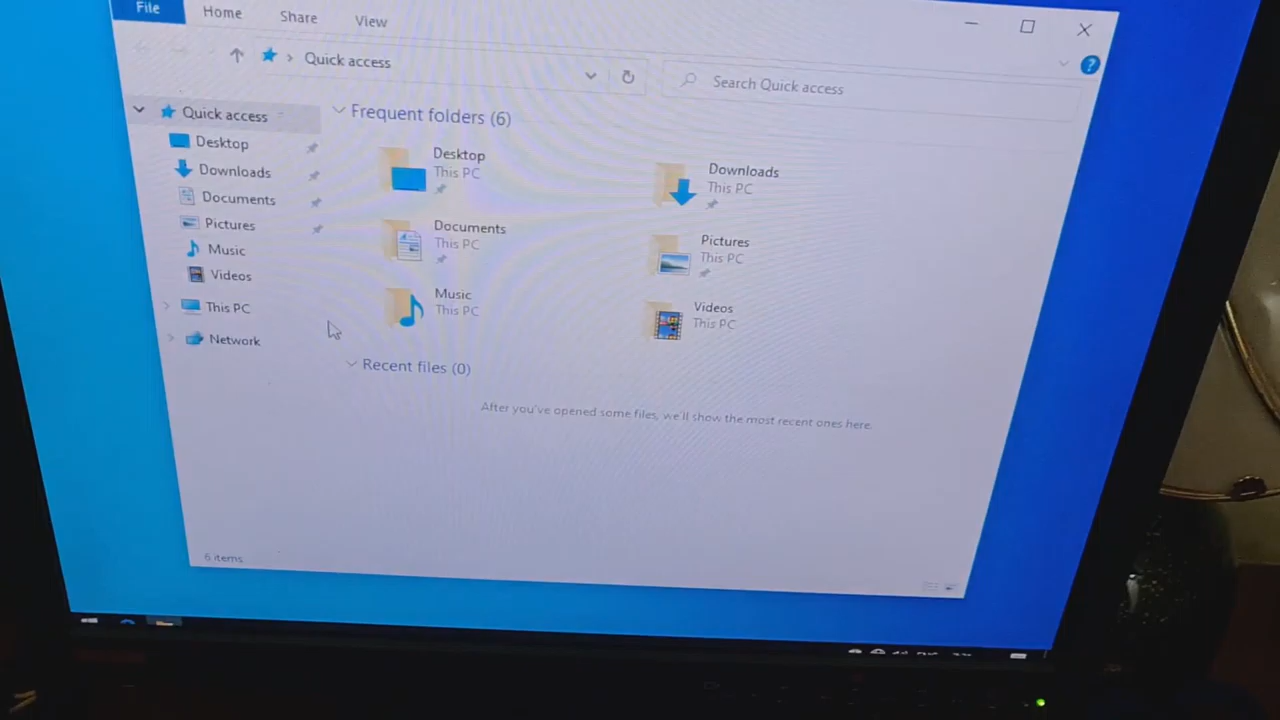 File Home Share View
Quick access
Search Quick access
?
Quick access
Desktop
Downloads
Documents
Pictures
Music
Videos
This PC
Network
Frequent folders (6)
Desktop
This PC
Downloads
This PC
Documents
This PC
Pictures
This PC
Music
This PC
Videos
This PC
Recent files (0)
After you've opened some files, we'll show the most recent ones here.
6 items